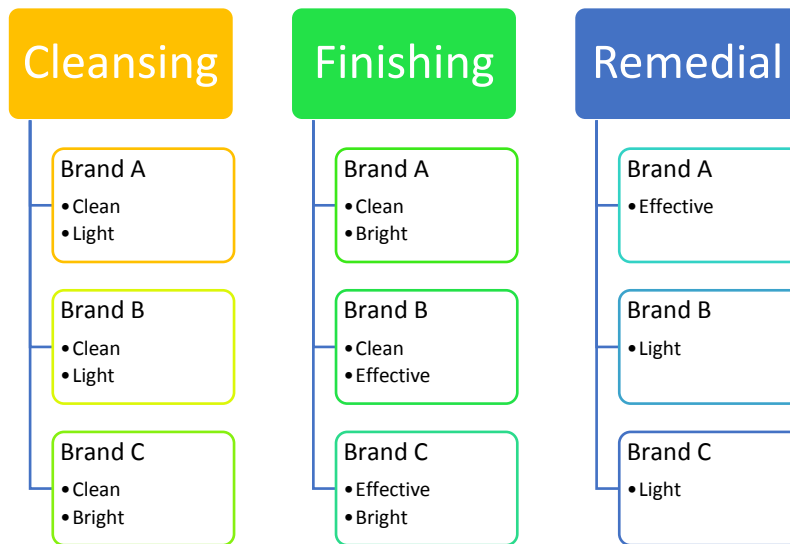 Cleansing
Brand A
•Clean
•Light
Brand B
•Clean
•Light
Brand C
•Clean
•Bright
Finishing
Brand A
•Clean
•Bright
Brand B
•Clean
•Effective
Brand C
•Effective
•Bright
Remedial
Brand A
•Effective
Brand B
•Light
Brand C
•Light